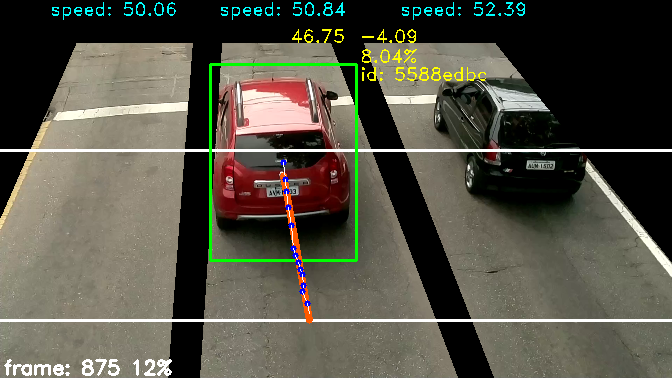 speed: 50.06 speed: 50.84 speed: 52.39
46.75 -4.09
8.04%
id: 5588edbc
DUSTER
frame: 875 12%